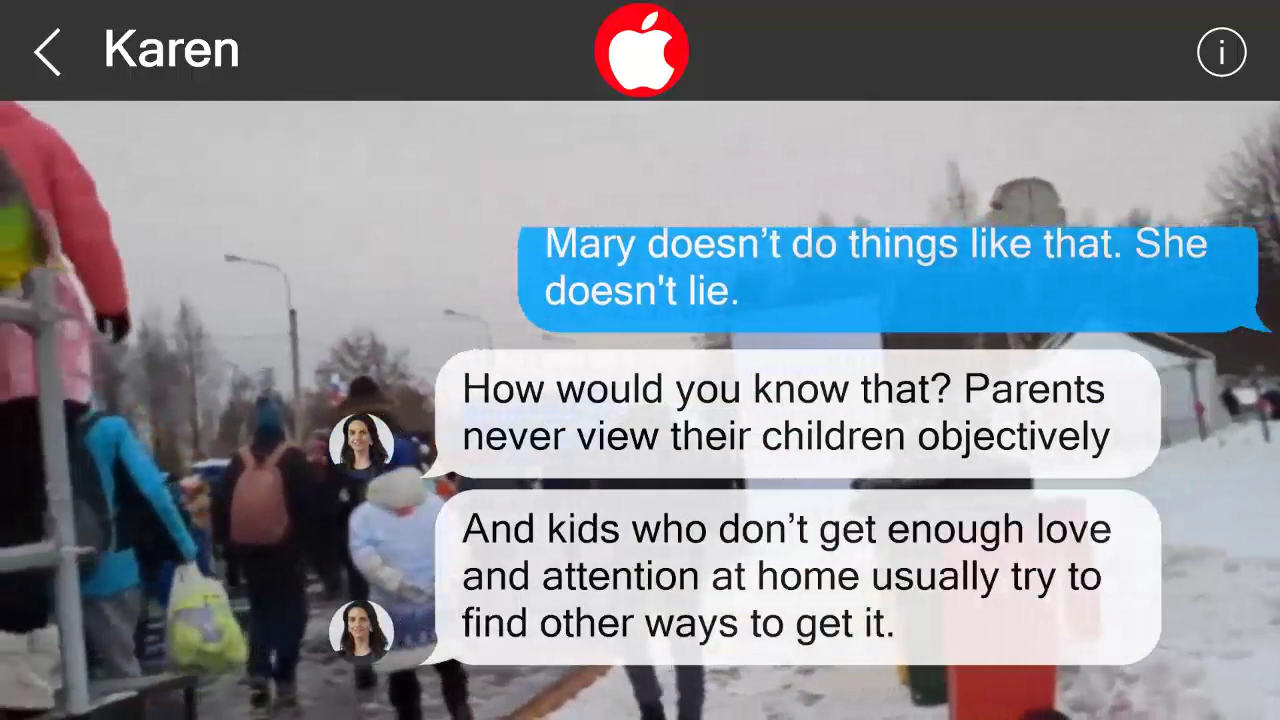 Karen
i
Mary doesn’t do things like that. She
doesn't lie.
How would you know that? Parents
never view their children objectively
And kids who don’t get enough love
and attention at home usually try to
find other ways to get it.